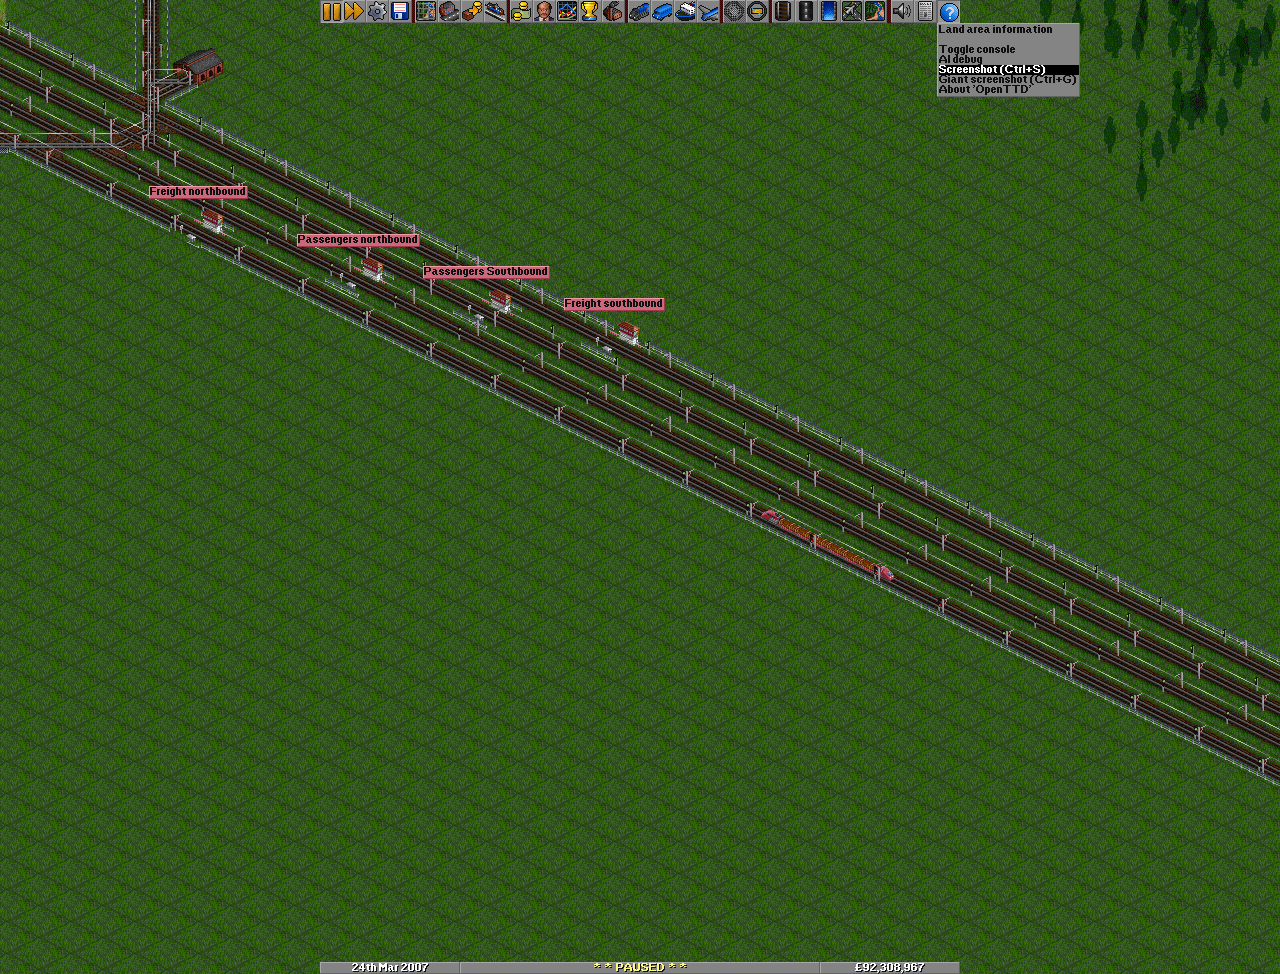 Land area information
Toggle console
AI debug
Screenshot (Ctrl+S)
Giant screenshot (Ctrl+G)
About 'OpenTTD'
Freight northbound
Passengers northbound
Passengers Southbound
Freight southbound
24th Mar 2007
* * PAUSED * *
£92,308,967